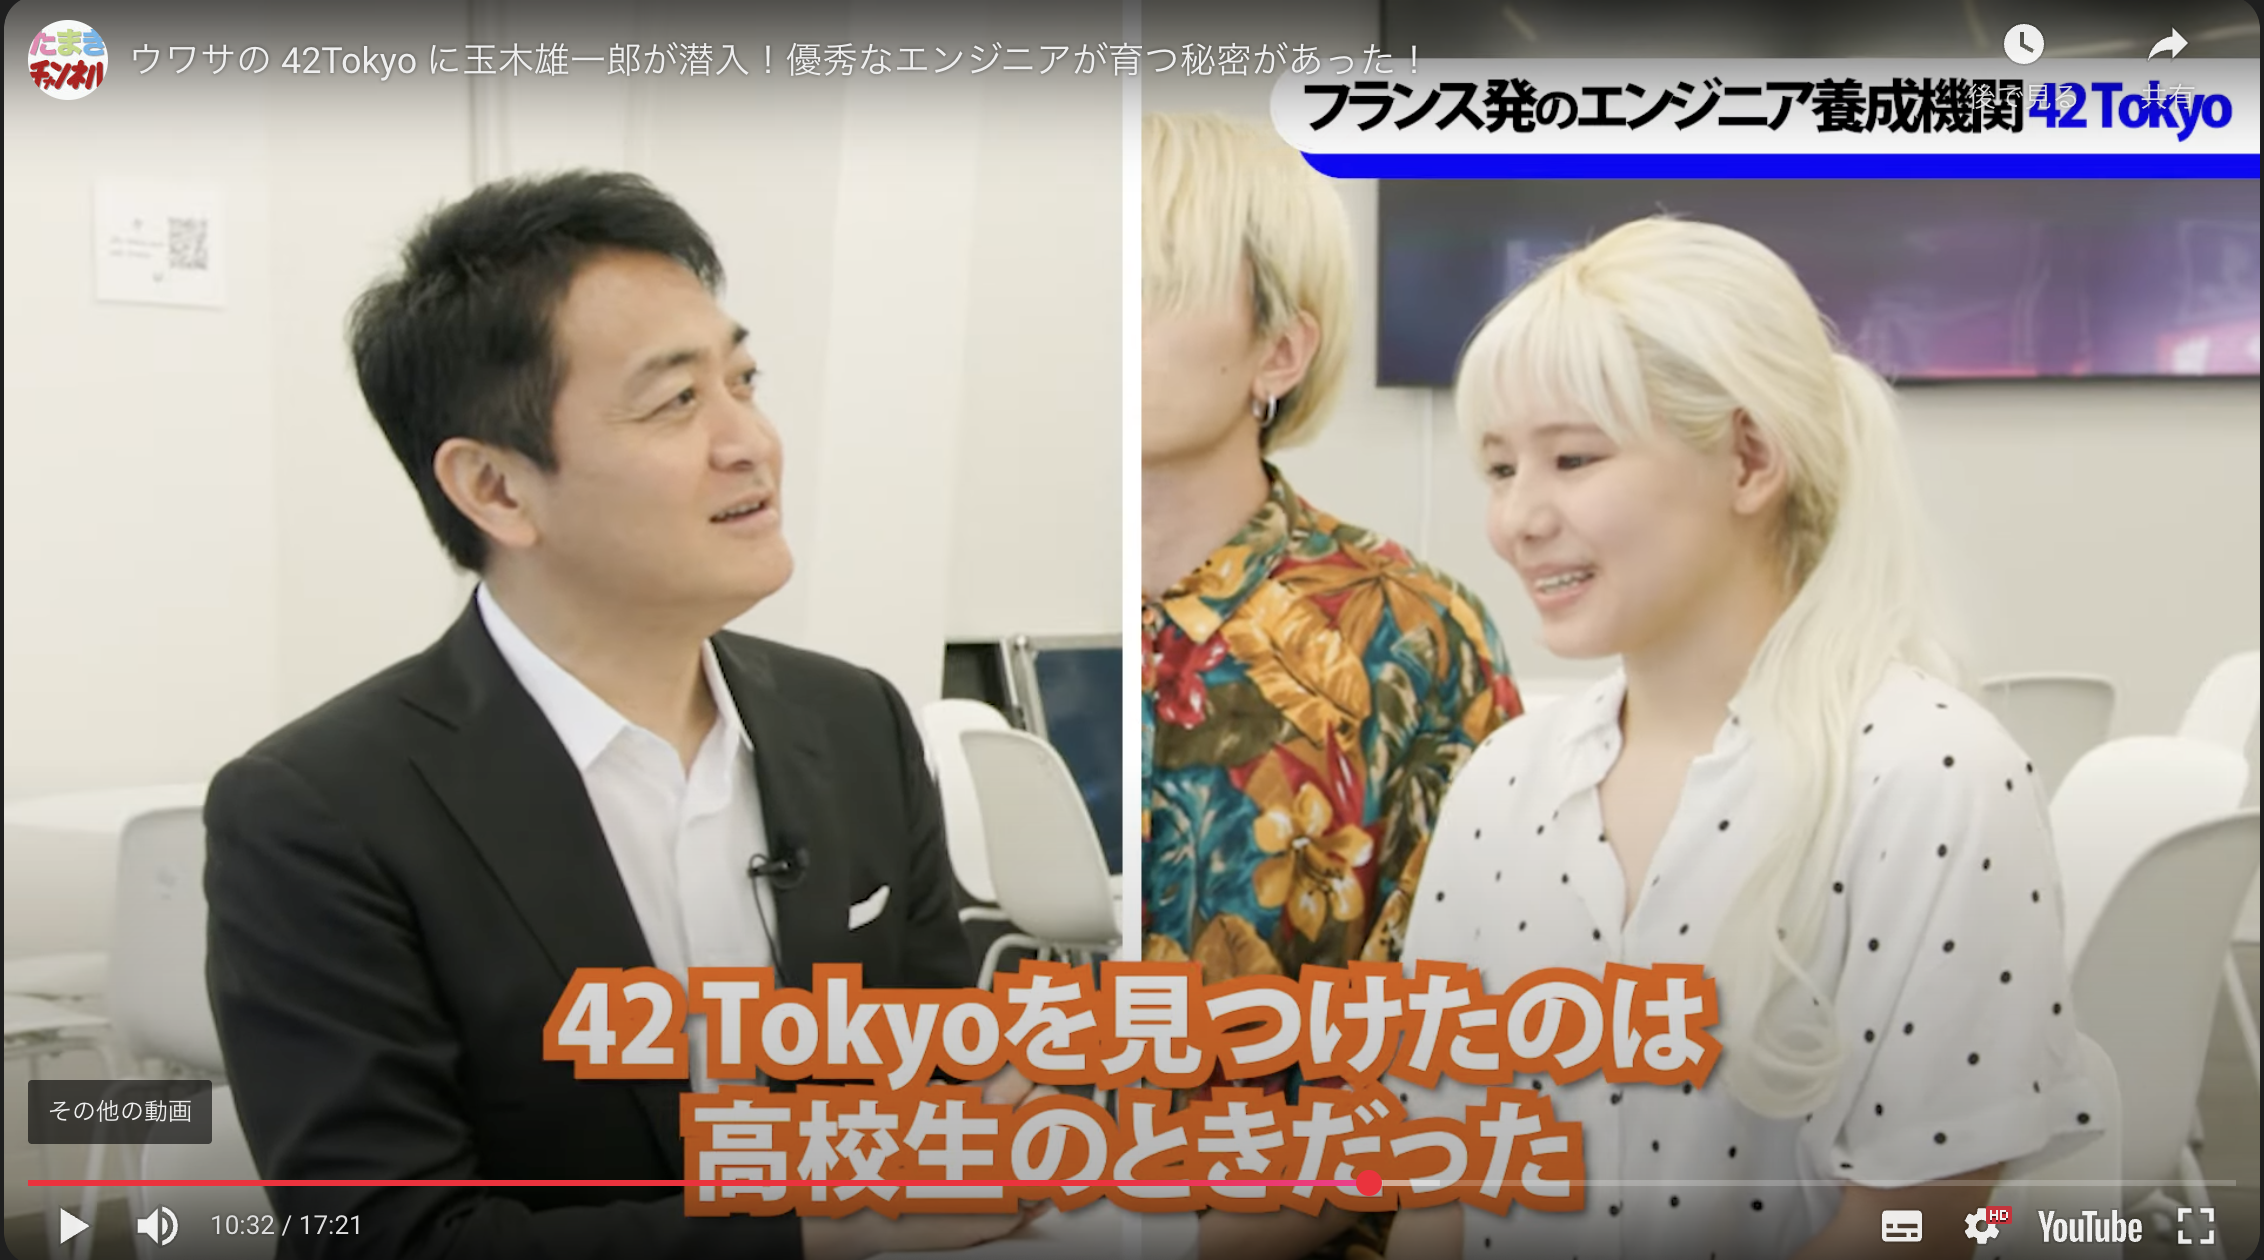 たまき
チャンネル
ウワサの 42Tokyo に玉木雄一郎が潜入！優秀なエンジニアが育つ秘密があった！
後で見る
共有
フランス発のエンジニア養成機関42 Tokyo
42 Tokyoを見つけたのは
高校生のときだった
その他の動画
10:32 / 17:21
HD
YouTube